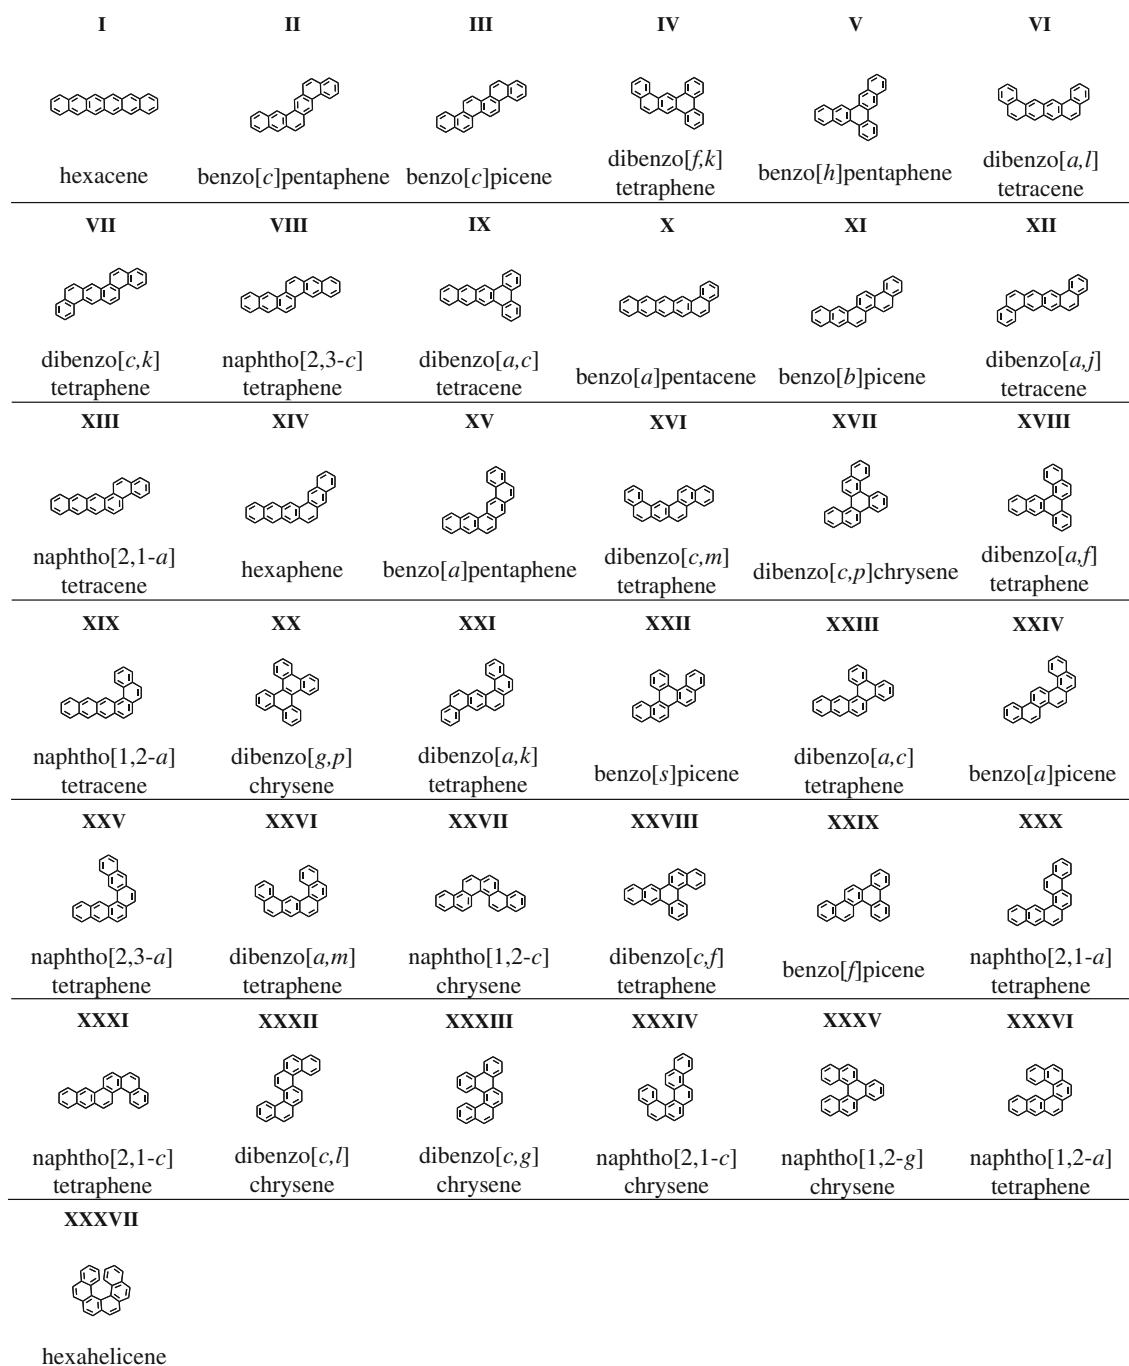 I II III IV V VI
hexacene benzo[c]pentaphene benzo[c]picene dibenzo[f,k] benzo[h]pentaphene dibenzo[a,l]
tetraphene tetracene
VII VIII IX X XI XII
dibenzo[c,k] naphtho[2,3-c] dibenzo[a,c] benzo[a]pentacene benzo[b]picene dibenzo[a,j]
tetraphene tetraphene tetracene tetracene
XIII XIV XV XVI XVII XVIII
naphtho[2,1-a] hexaphene benzo[a]pentaphene dibenzo[c,m] dibenzo[c,p]chrysene dibenzo[a,f]
tetracene tetraphene tetraphene
XIX XX XXI XXII XXIII XXIV
naphtho[1,2-a] dibenzo[g,p] dibenzo[a,k] benzo[s]picene dibenzo[a,c] benzo[a]picene
tetracene chrysene tetraphene tetraphene
XXV XXVI XXVII XXVIII XXIX XXX
naphtho[2,3-a] dibenzo[a,m] naphtho[1,2-c] dibenzo[c,f] benzo[f]picene naphtho[2,1-a]
tetraphene tetraphene chrysene tetraphene tetraphene
XXXI XXXII XXXIII XXXIV XXXV XXXVI
naphtho[2,1-c] dibenzo[c,l] dibenzo[c,g] naphtho[2,1-c] naphtho[1,2-g] naphtho[1,2-a]
tetraphene chrysene chrysene chrysene chrysene tetraphene
XXXVII
hexahelicene